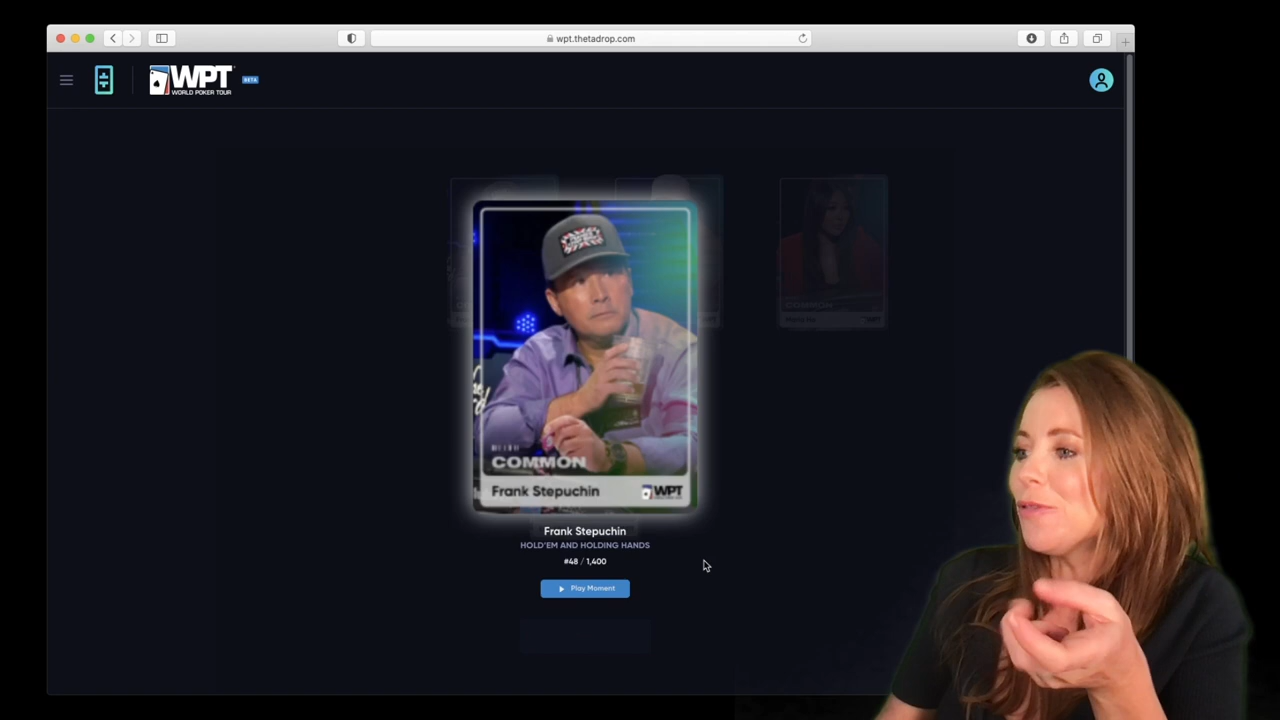 wpt.thetadrop.com
WPT
WORLD POKER TOUR
BETA
COMMON
COMMON
Frank Stepuchin
WPT
Frank Stepuchin
HOLD'EM AND HOLDING HANDS
#48 / 1,400
Play Moment